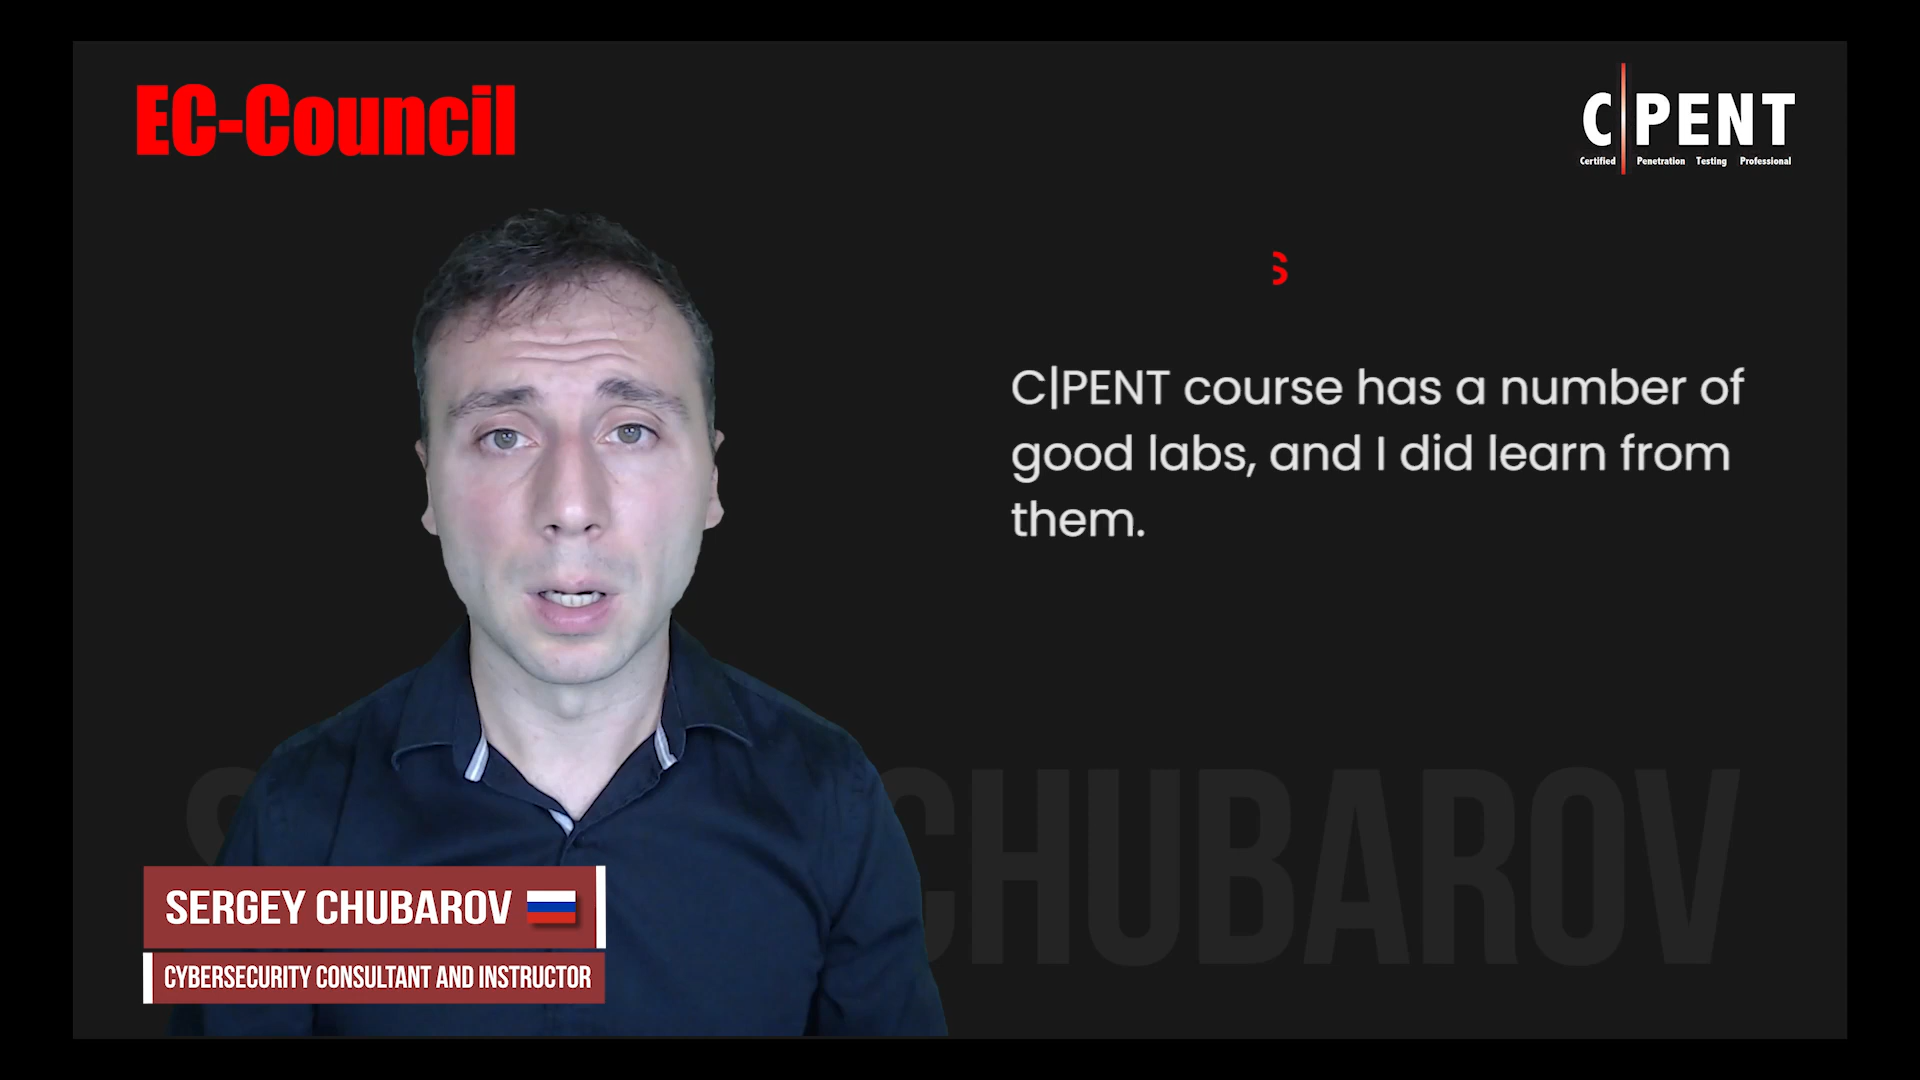 EC-Council
C|PENT
Certified Penetration Testing Professional
s
C|PENT course has a number of
good labs, and I did learn from
them.
S CHUBAROV
SERGEY CHUBAROV
CYBERSECURITY CONSULTANT AND INSTRUCTOR